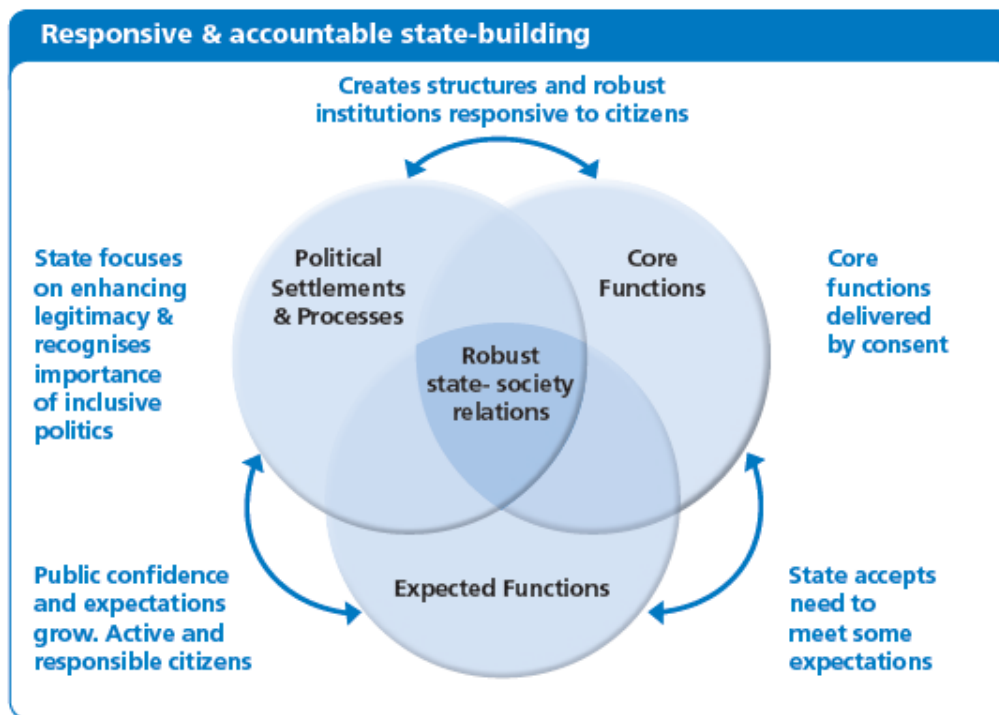 Responsive & accountable state-building
Creates structures and robust
institutions responsive to citizens
State focuses
on enhancing
legitimacy &
recognises
importance
of inclusive
politics
Political
Settlements
& Processes
Core
Functions
Core
functions
delivered
by consent
Robust
state- society
relations
Public confidence
and expectations
grow. Active and
responsible citizens
Expected Functions
State accepts
need to
meet some
expectations